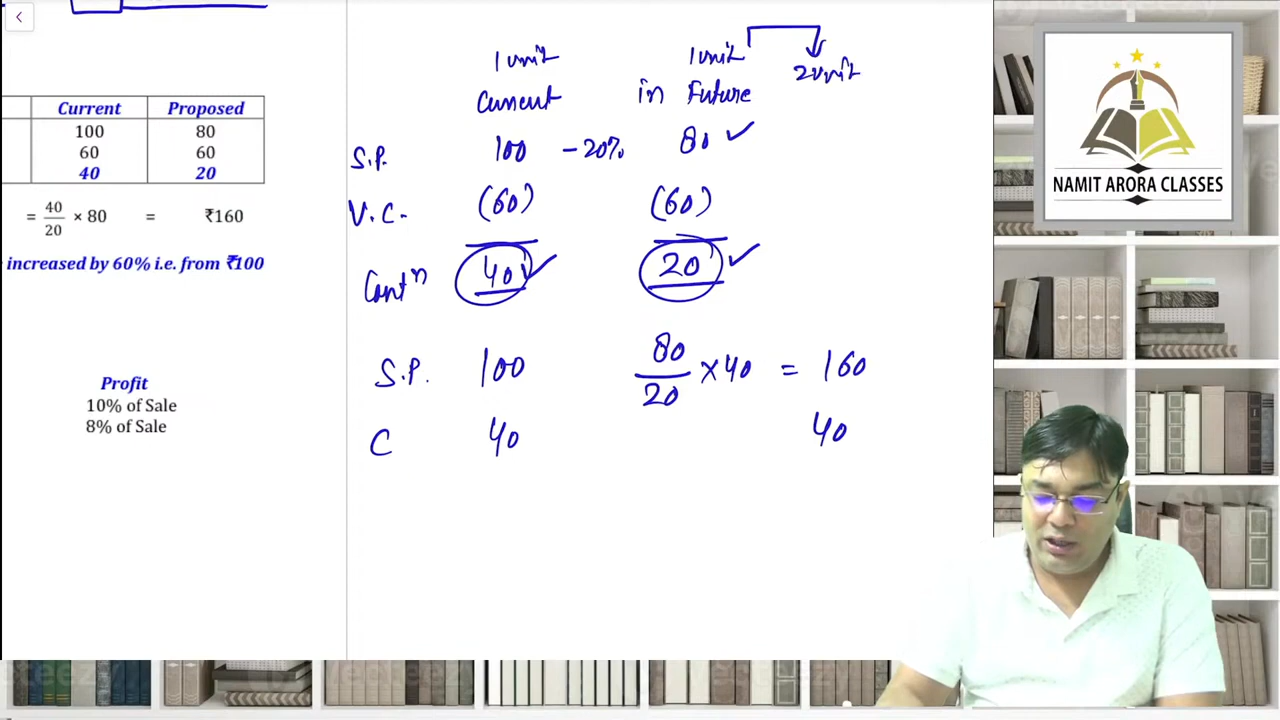 Current Proposed
100 80
60 60
40 20
= 40/20 × 80 = ₹160
increased by 60% i.e. from ₹100
Profit
10% of Sale
8% of Sale
1 unit 1 unit 2 unit
Current in Future
S.P. 100 - 20% 80 ✓
V.C. (60) (60)
Contn 40 ✓ 20 ✓
S.P. 100 80/20 × 40 = 160
C 40 40
NAMIT ARORA CLASSES